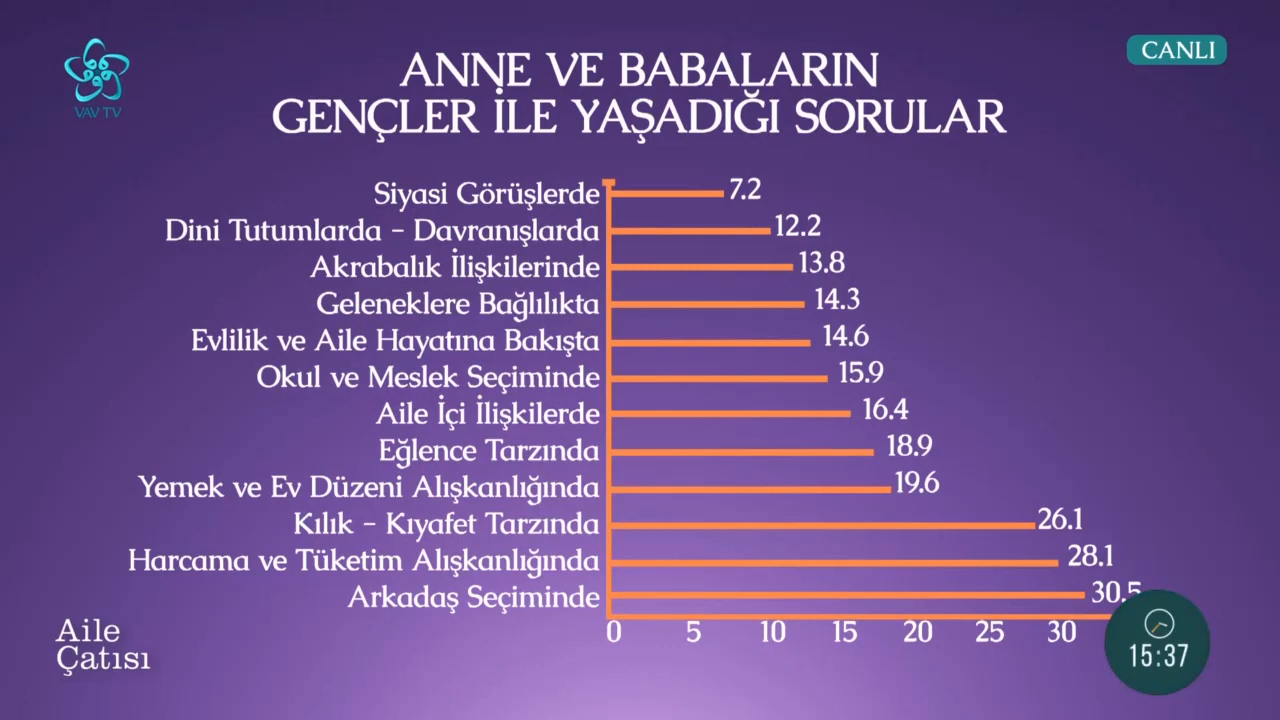 VAV TV
CANLI
ANNE VE BABALARIN
GENÇLER İLE YAŞADIĞI SORULAR
Siyasi Görüşlerde 7.2
Dini Tutumlarda - Davranışlarda 12.2
Akrabalık İlişkilerinde 13.8
Geleneklere Bağlılıkta 14.3
Evlilik ve Aile Hayatına Bakışta 14.6
Okul ve Meslek Seçiminde 15.9
Aile İçi İlişkilerde 16.4
Eğlence Tarzında 18.9
Yemek ve Ev Düzeni Alışkanlığında 19.6
Kılık - Kıyafet Tarzında 26.1
Harcama ve Tüketim Alışkanlığında 28.1
Arkadaş Seçiminde 30.5
0 5 10 15 20 25 30
Aile
Çatısı
15:37